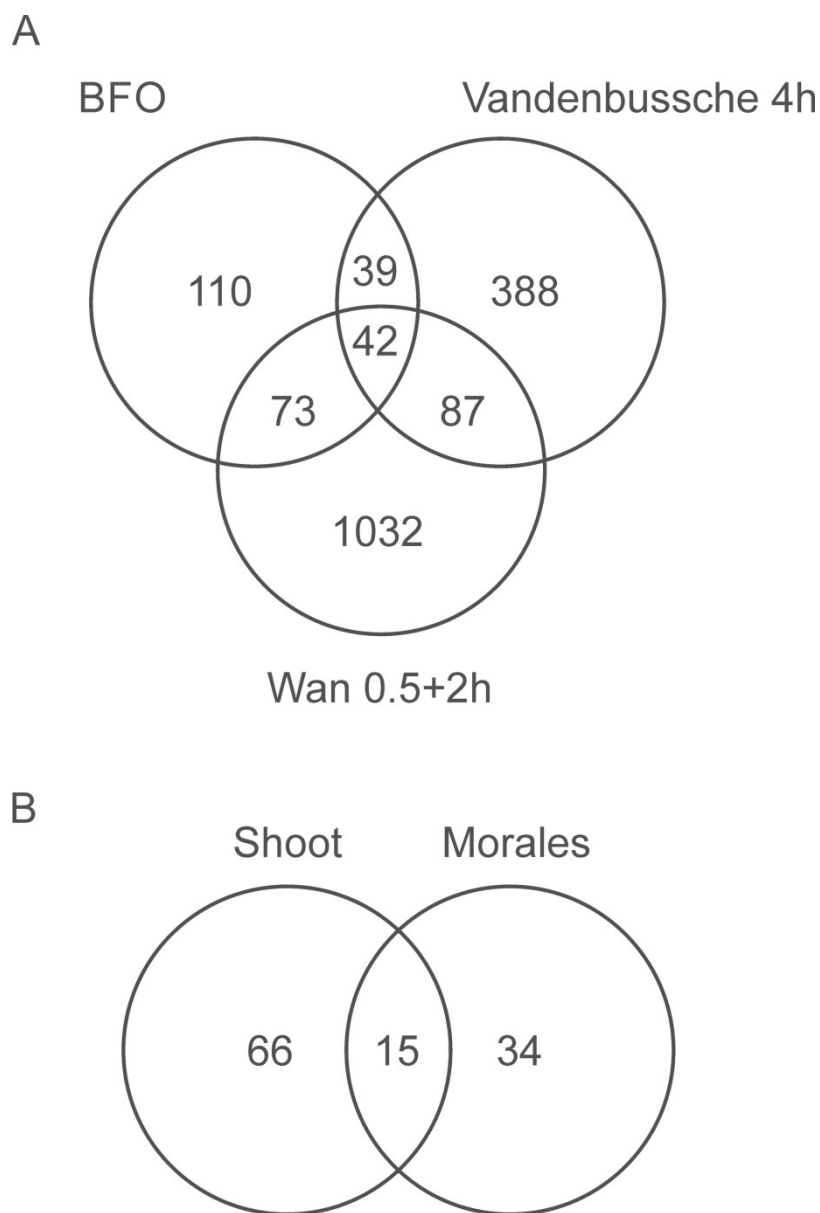 A
BFO Vandenbussche 4h
39
110 388
42
73 87
1032
Wan 0.5+2h
B
Shoot Morales
66 15 34